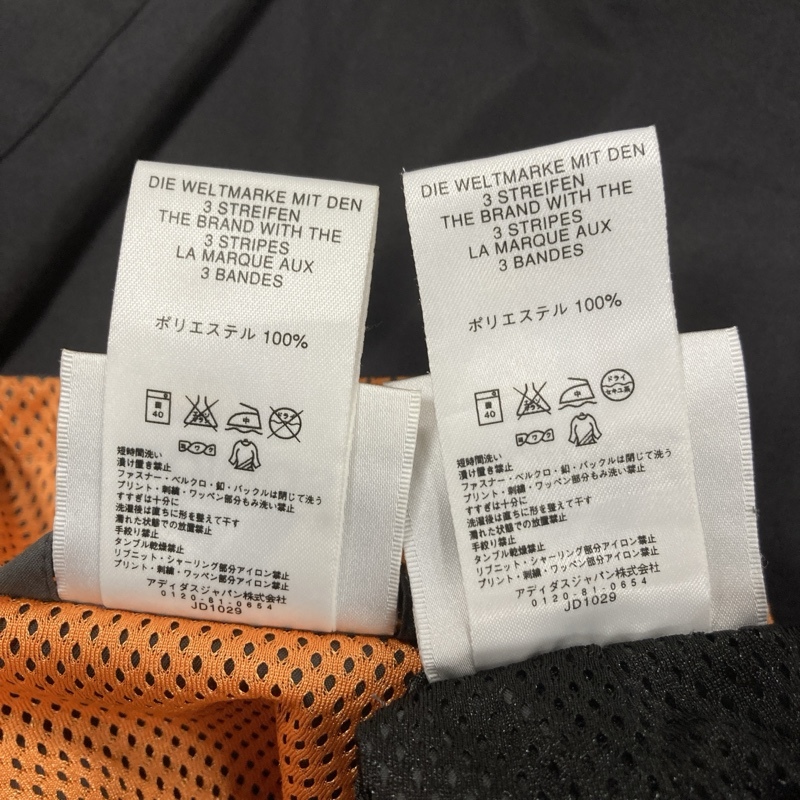 DIE WELTMARKE MIT DEN
3 STREIFEN
THE BRAND WITH THE
3 STRIPES
LA MARQUE AUX
3 BANDES
ポリエステル 100%
40
中
短時間洗い
漬け置き禁止
ファスナー・ベルクロ・釦・バックルは閉じて洗う
プリント・刺繍・ワッペン部分もみ洗い禁止
すすぎは十分に
洗濯後は直ちに形を整えて干す
濡れた状態での放置禁止
手絞り禁止
タンブル乾燥禁止
リブニット・シャーリング部分アイロン禁止
プリント・刺繍・ワッペン部分アイロン禁止
アディダスジャパン株式会社
0120-81-0654
JD1029
DIE WELTMARKE MIT DEN
3 STREIFEN
THE BRAND WITH THE
3 STRIPES
LA MARQUE AUX
3 BANDES
ポリエステル 100%
40
中
ドライ
セキユ系
短時間洗い
漬け置き禁止
ファスナー・ベルクロ・釦・バックルは閉じて洗う
プリント・刺繍・ワッペン部分もみ洗い禁止
すすぎは十分に
洗濯後は直ちに形を整えて干す
濡れた状態での放置禁止
手絞り禁止
タンブル乾燥禁止
リブニット・シャーリング部分アイロン禁止
プリント・刺繍・ワッペン部分アイロン禁止
アディダスジャパン株式会社
0120-81-0654
JD1029